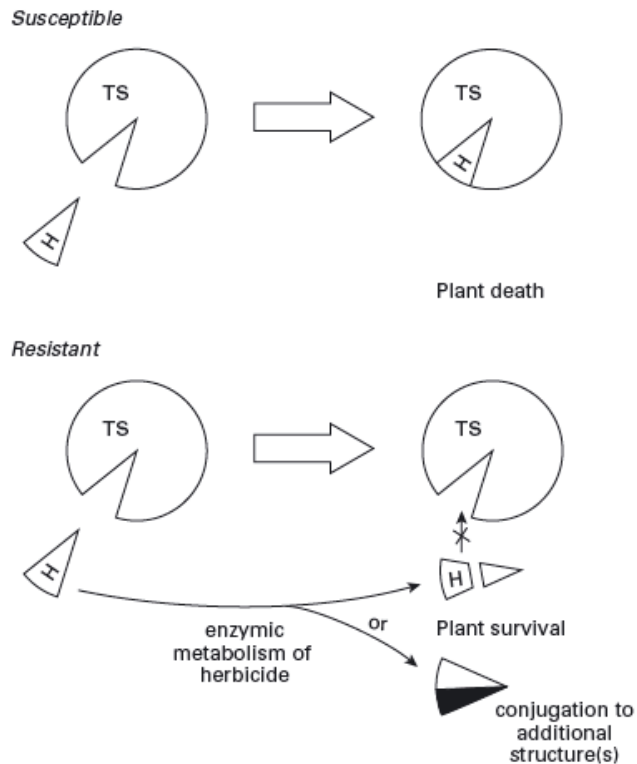 Susceptible
TS
TS
H
H
Plant death
Resistant
TS
TS
H
H
or
Plant survival
enzymic
metabolism of
herbicide
conjugation to
additional
structure(s)